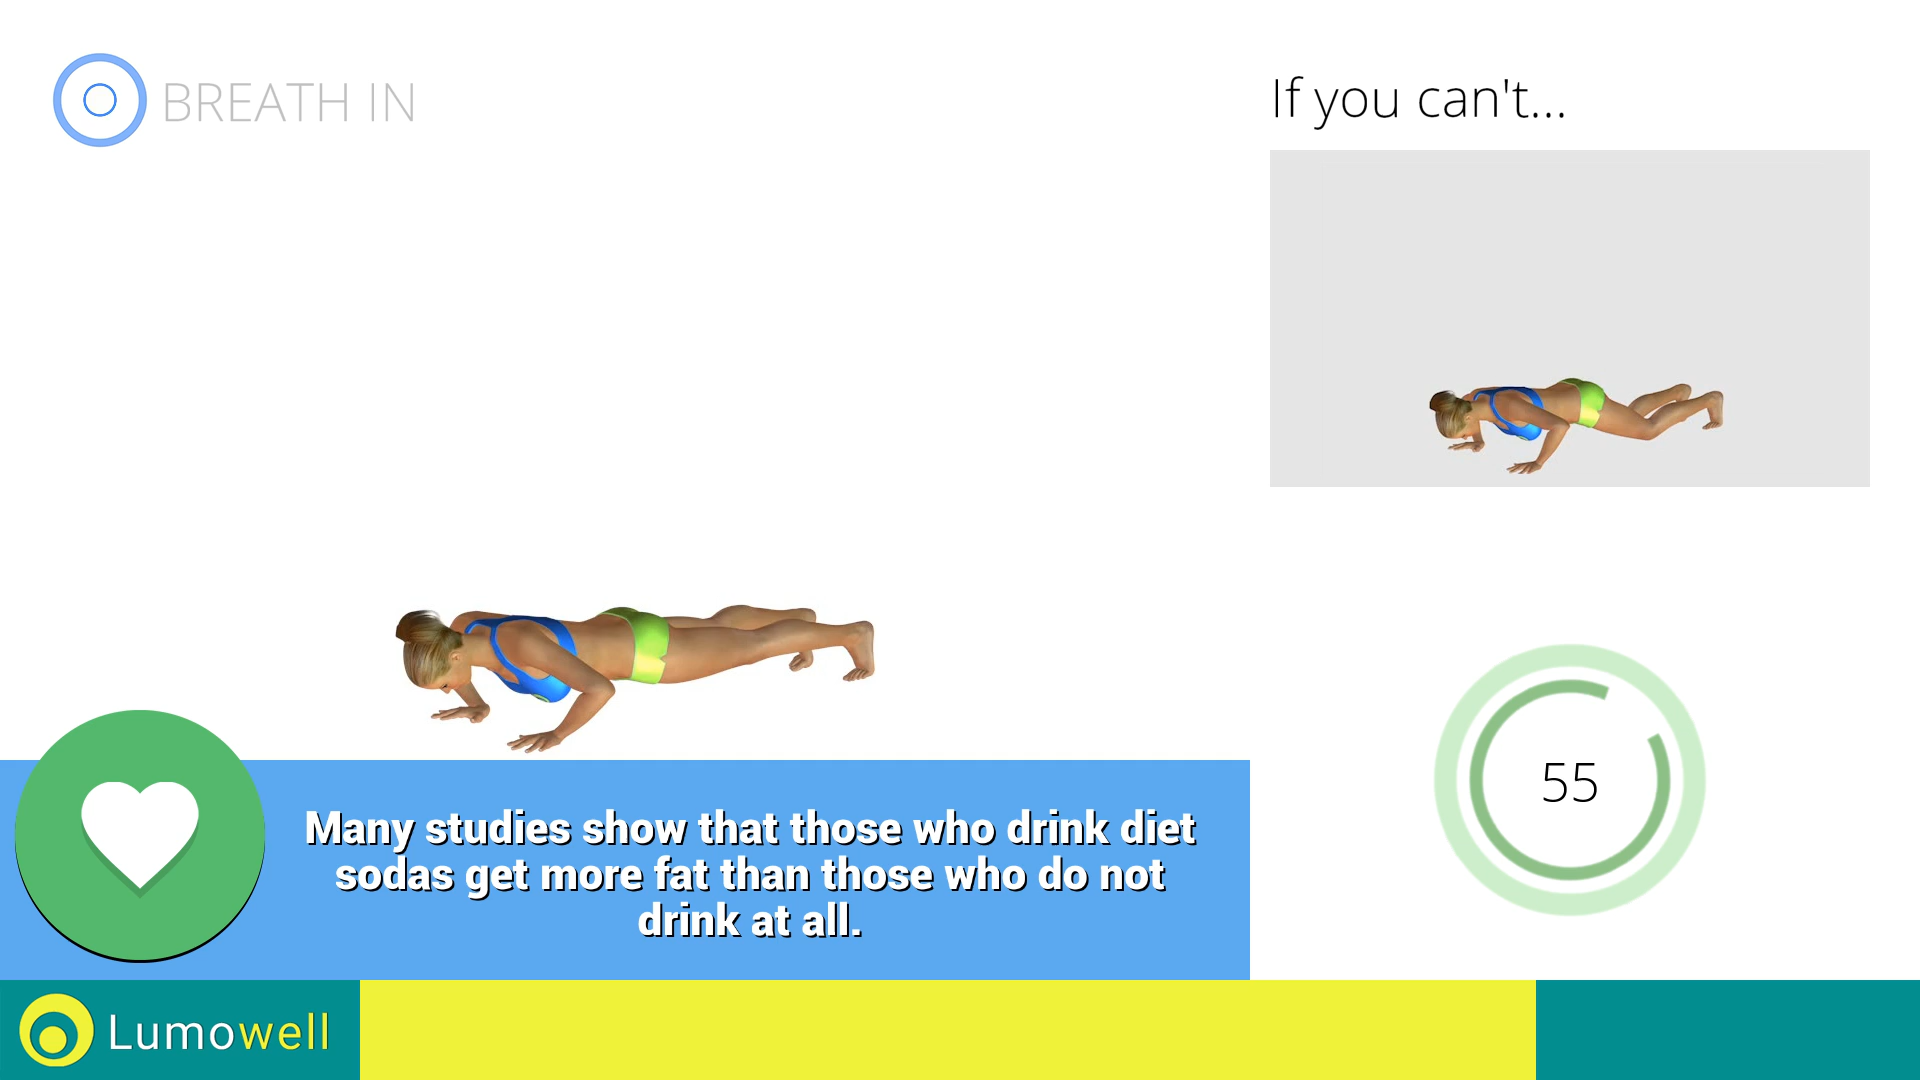 BREATH IN
If you can't...
55
Many studies show that those who drink diet
sodas get more fat than those who do not
drink at all.
Lumowell